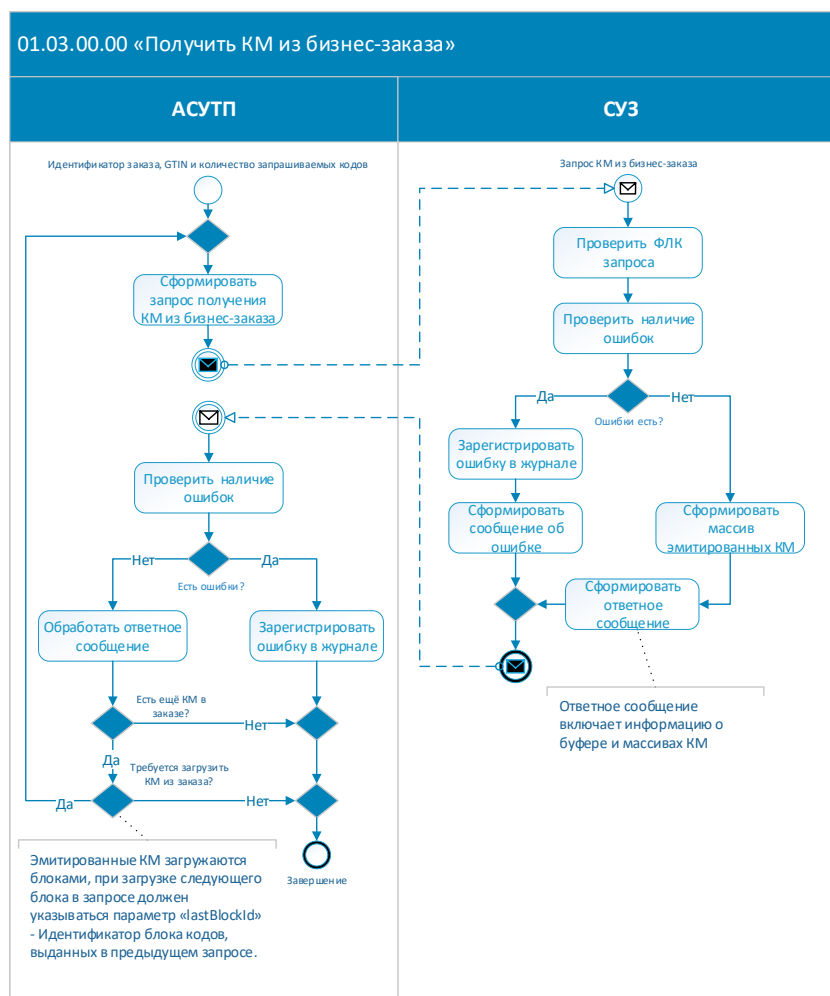 01.03.00.00 «Получить КМ из бизнес-заказа»
АСУТП
СУЗ
Идентификатор заказа, GTIN и количество запрашиваемых кодов
Сформировать
запрос получения
КМ из бизнес-заказа
Проверить наличие
ошибок
Нет
Да
Есть ошибки?
Обработать ответное
сообщение
Зарегистрировать
ошибку в журнале
Есть ещё КМ в
заказе?
Нет
Да
Требуется загрузить
КМ из заказа?
Да
Нет
Завершение
Эмитированные КМ загружаются
блоками, при загрузке следующего
блока в запросе должен
указываться параметр «lastBlockId»
- Идентификатор блока кодов,
выданных в предыдущем запросе.
Запрос КМ из бизнес-заказа
Проверить ФЛК
запроса
Проверить наличие
ошибок
Да
Нет
Ошибки есть?
Зарегистрировать
ошибку в журнале
Сформировать
сообщение об
ошибке
Сформировать
массив
эмитированных КМ
Сформировать
ответное
сообщение
Ответное сообщение
включает информацию о
буфере и массивах КМ